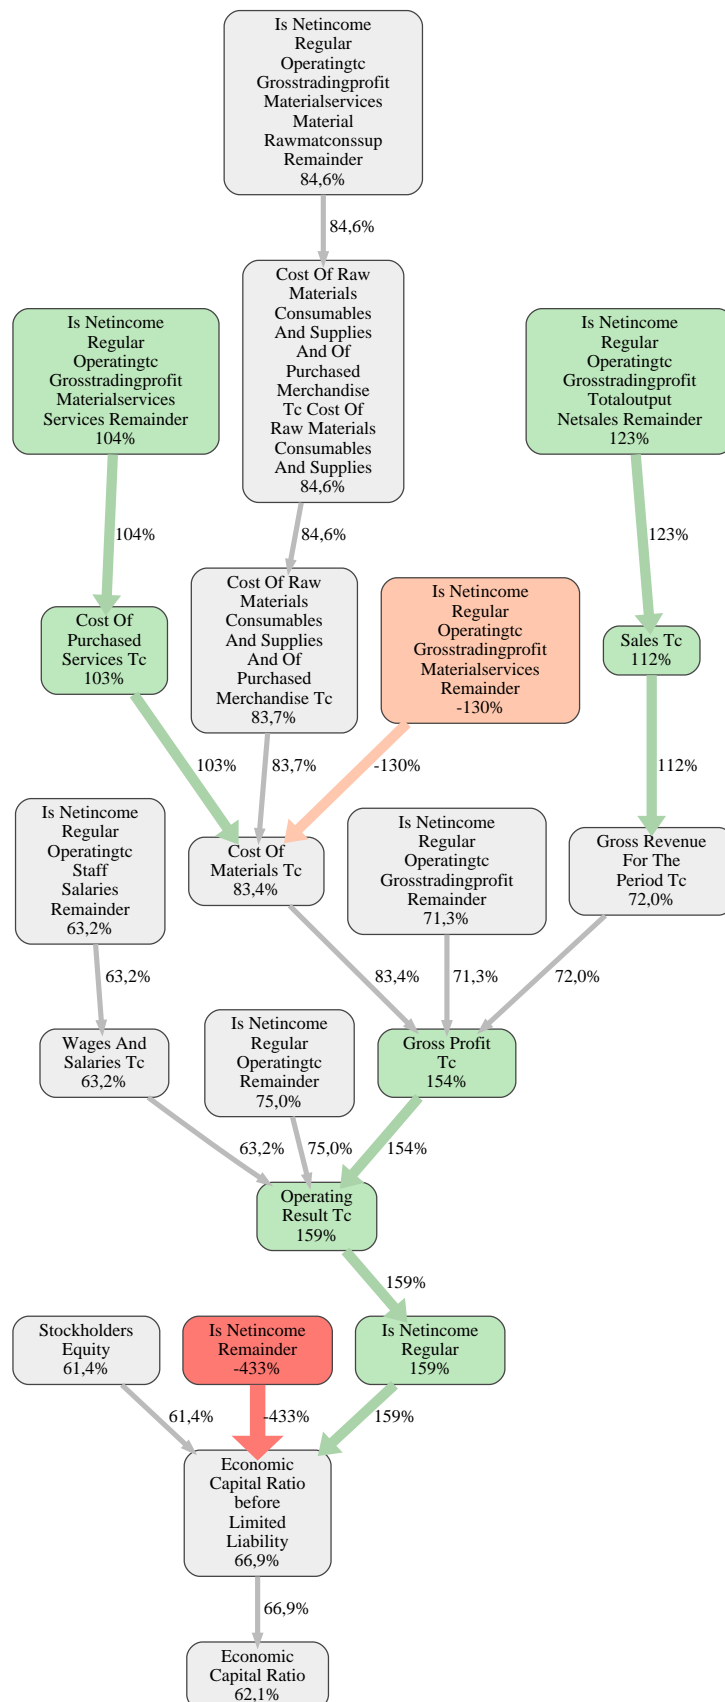 Is Netincome
Regular
Operatingtc
Grosstradingprofit
Materialservices
Material
Rawmatconssup
Remainder
84,6%
84,6%
Cost Of Raw
Materials
Consumables
And Supplies
And Of
Purchased
Merchandise
Tc Cost Of
Raw Materials
Consumables
And Supplies
84,6%
Is Netincome
Regular
Operatingtc
Grosstradingprofit
Materialservices
Services Remainder
104%
Is Netincome
Regular
Operatingtc
Grosstradingprofit
Totaloutput
Netsales Remainder
123%
104%
84,6%
123%
Cost Of
Purchased
Services Tc
103%
Cost Of Raw
Materials
Consumables
And Supplies
And Of
Purchased
Merchandise Tc
83,7%
Is Netincome
Regular
Operatingtc
Grosstradingprofit
Materialservices
Remainder
-130%
Sales Tc
112%
103%
83,7%
-130%
112%
Is Netincome
Regular
Operatingtc
Staff
Salaries
Remainder
63,2%
Cost Of
Materials Tc
83,4%
Is Netincome
Regular
Operatingtc
Grosstradingprofit
Remainder
71,3%
Gross Revenue
For The
Period Tc
72,0%
63,2%
83,4%
71,3%
72,0%
Wages And
Salaries Tc
63,2%
Is Netincome
Regular
Operatingtc
Remainder
75,0%
Gross Profit
Tc
154%
63,2%
75,0%
154%
Operating
Result Tc
159%
159%
Stockholders
Equity
61,4%
Is Netincome
Remainder
-433%
Is Netincome
Regular
159%
61,4%
-433%
159%
Economic
Capital Ratio
before
Limited
Liability
66,9%
66,9%
Economic
Capital Ratio
62,1%